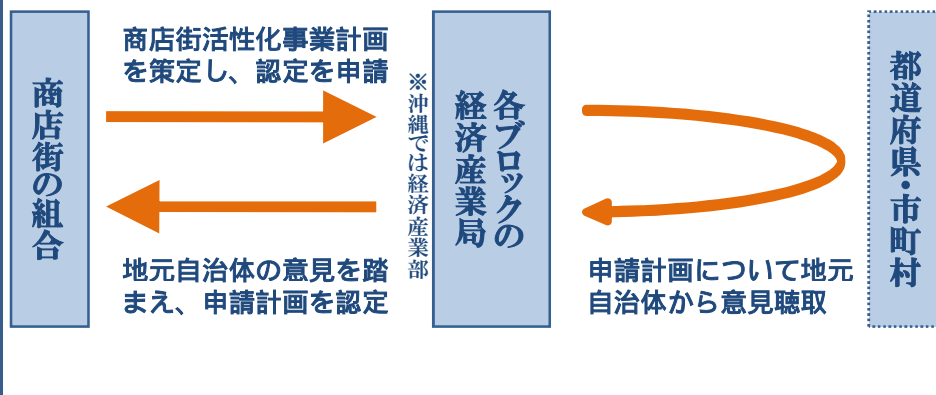 商店街の組合
商店街活性化事業計画
を策定し、認定を申請
地元自治体の意見を踏
まえ、申請計画を認定
※沖縄では経済産業部
各ブロックの
経済産業局
申請計画について地元
自治体から意見聴取
都道府県・市町村